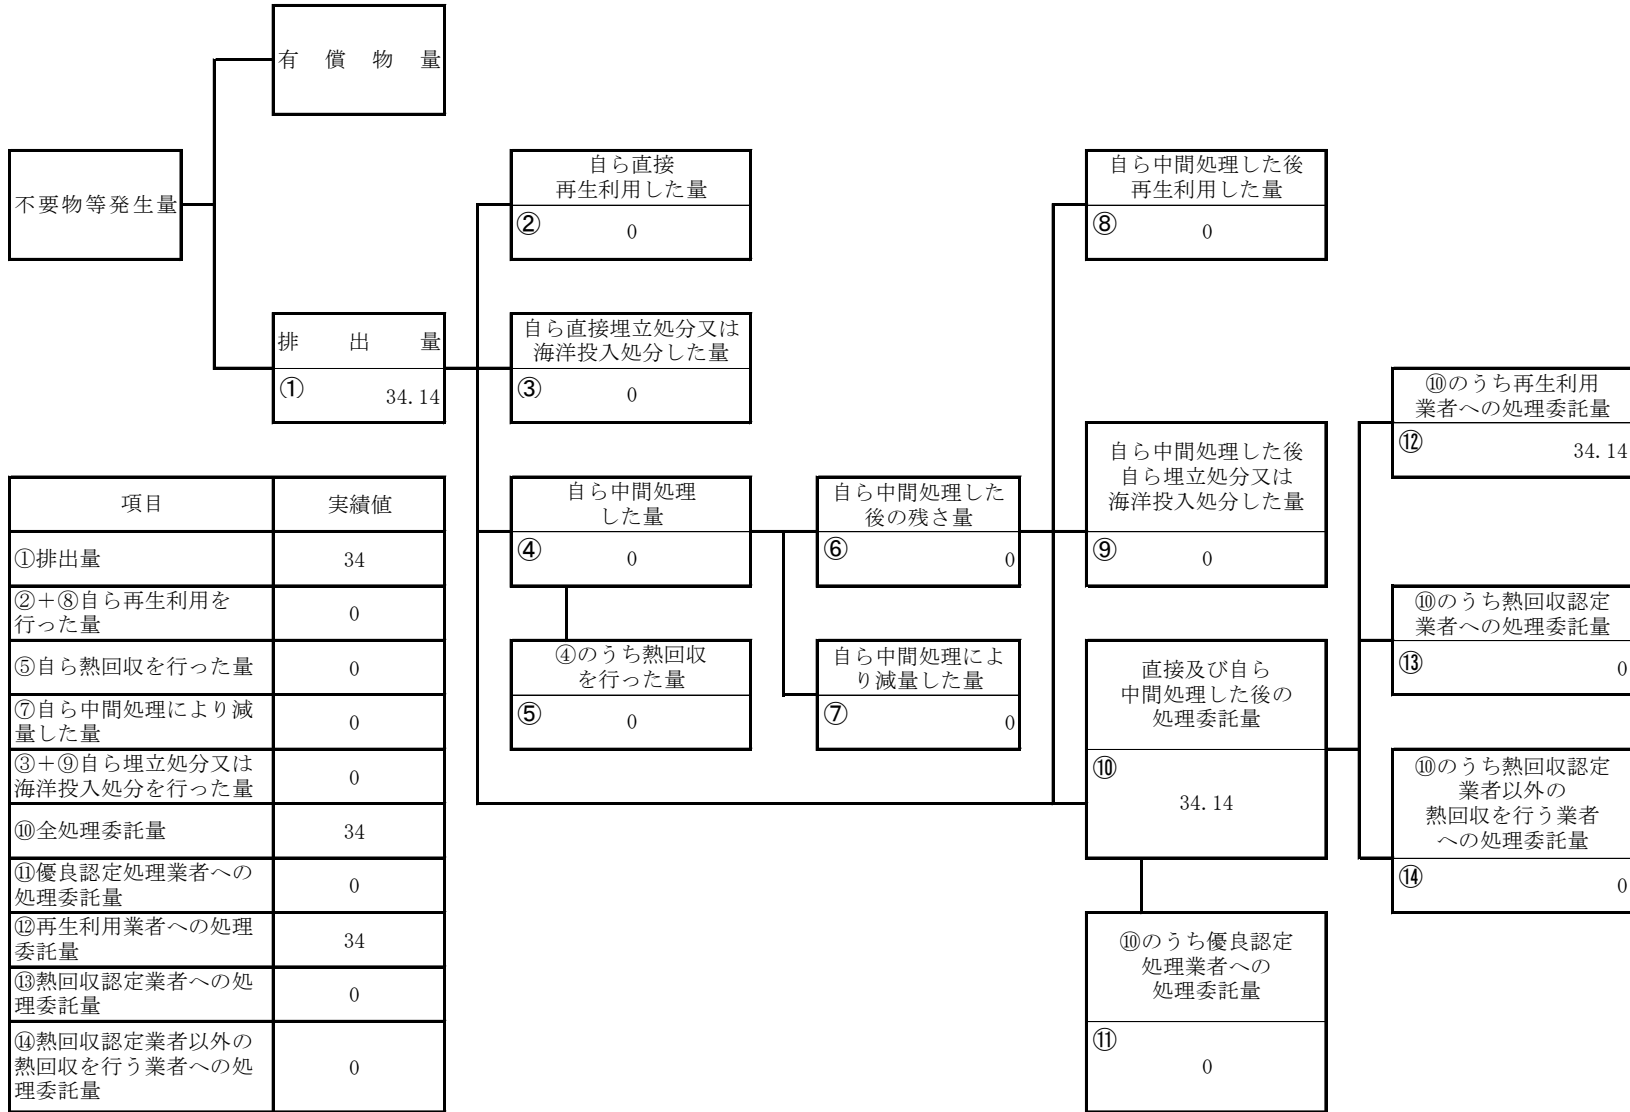 有償物量
不要物等発生量
排出量
① 34.14
自ら直接
再生利用した量
② 0
自ら直接埋立処分又は
海洋投入処分した量
③ 0
自ら中間処理
した量
④ 0
④のうち熱回収
を行った量
⑤ 0
自ら中間処理した
後の残さ量
⑥ 0
自ら中間処理によ
り減量した量
⑦ 0
自ら中間処理した後
再生利用した量
⑧ 0
自ら中間処理した後
自ら埋立処分又は
海洋投入処分した量
⑨ 0
直接及び自ら
中間処理した後の
処理委託量
⑩
34.14
⑩のうち優良認定
処理業者への
処理委託量
⑪
0
⑩のうち再生利用
業者への処理委託量
⑫ 34.14
⑩のうち熱回収認定
業者への処理委託量
⑬ 0
⑩のうち熱回収認定
業者以外の
熱回収を行う業者
への処理委託量
⑭ 0
項目 実績値
①排出量 34
②+⑧自ら再生利用を
行った量 0
⑤自ら熱回収を行った量 0
⑦自ら中間処理により減
量した量 0
③+⑨自ら埋立処分又は
海洋投入処分を行った量 0
⑩全処理委託量 34
⑪優良認定処理業者への
処理委託量 0
⑫再生利用業者への処理
委託量 34
⑬熱回収認定業者への処
理委託量 0
⑭熱回収認定業者以外の
熱回収を行う業者への処
理委託量 0